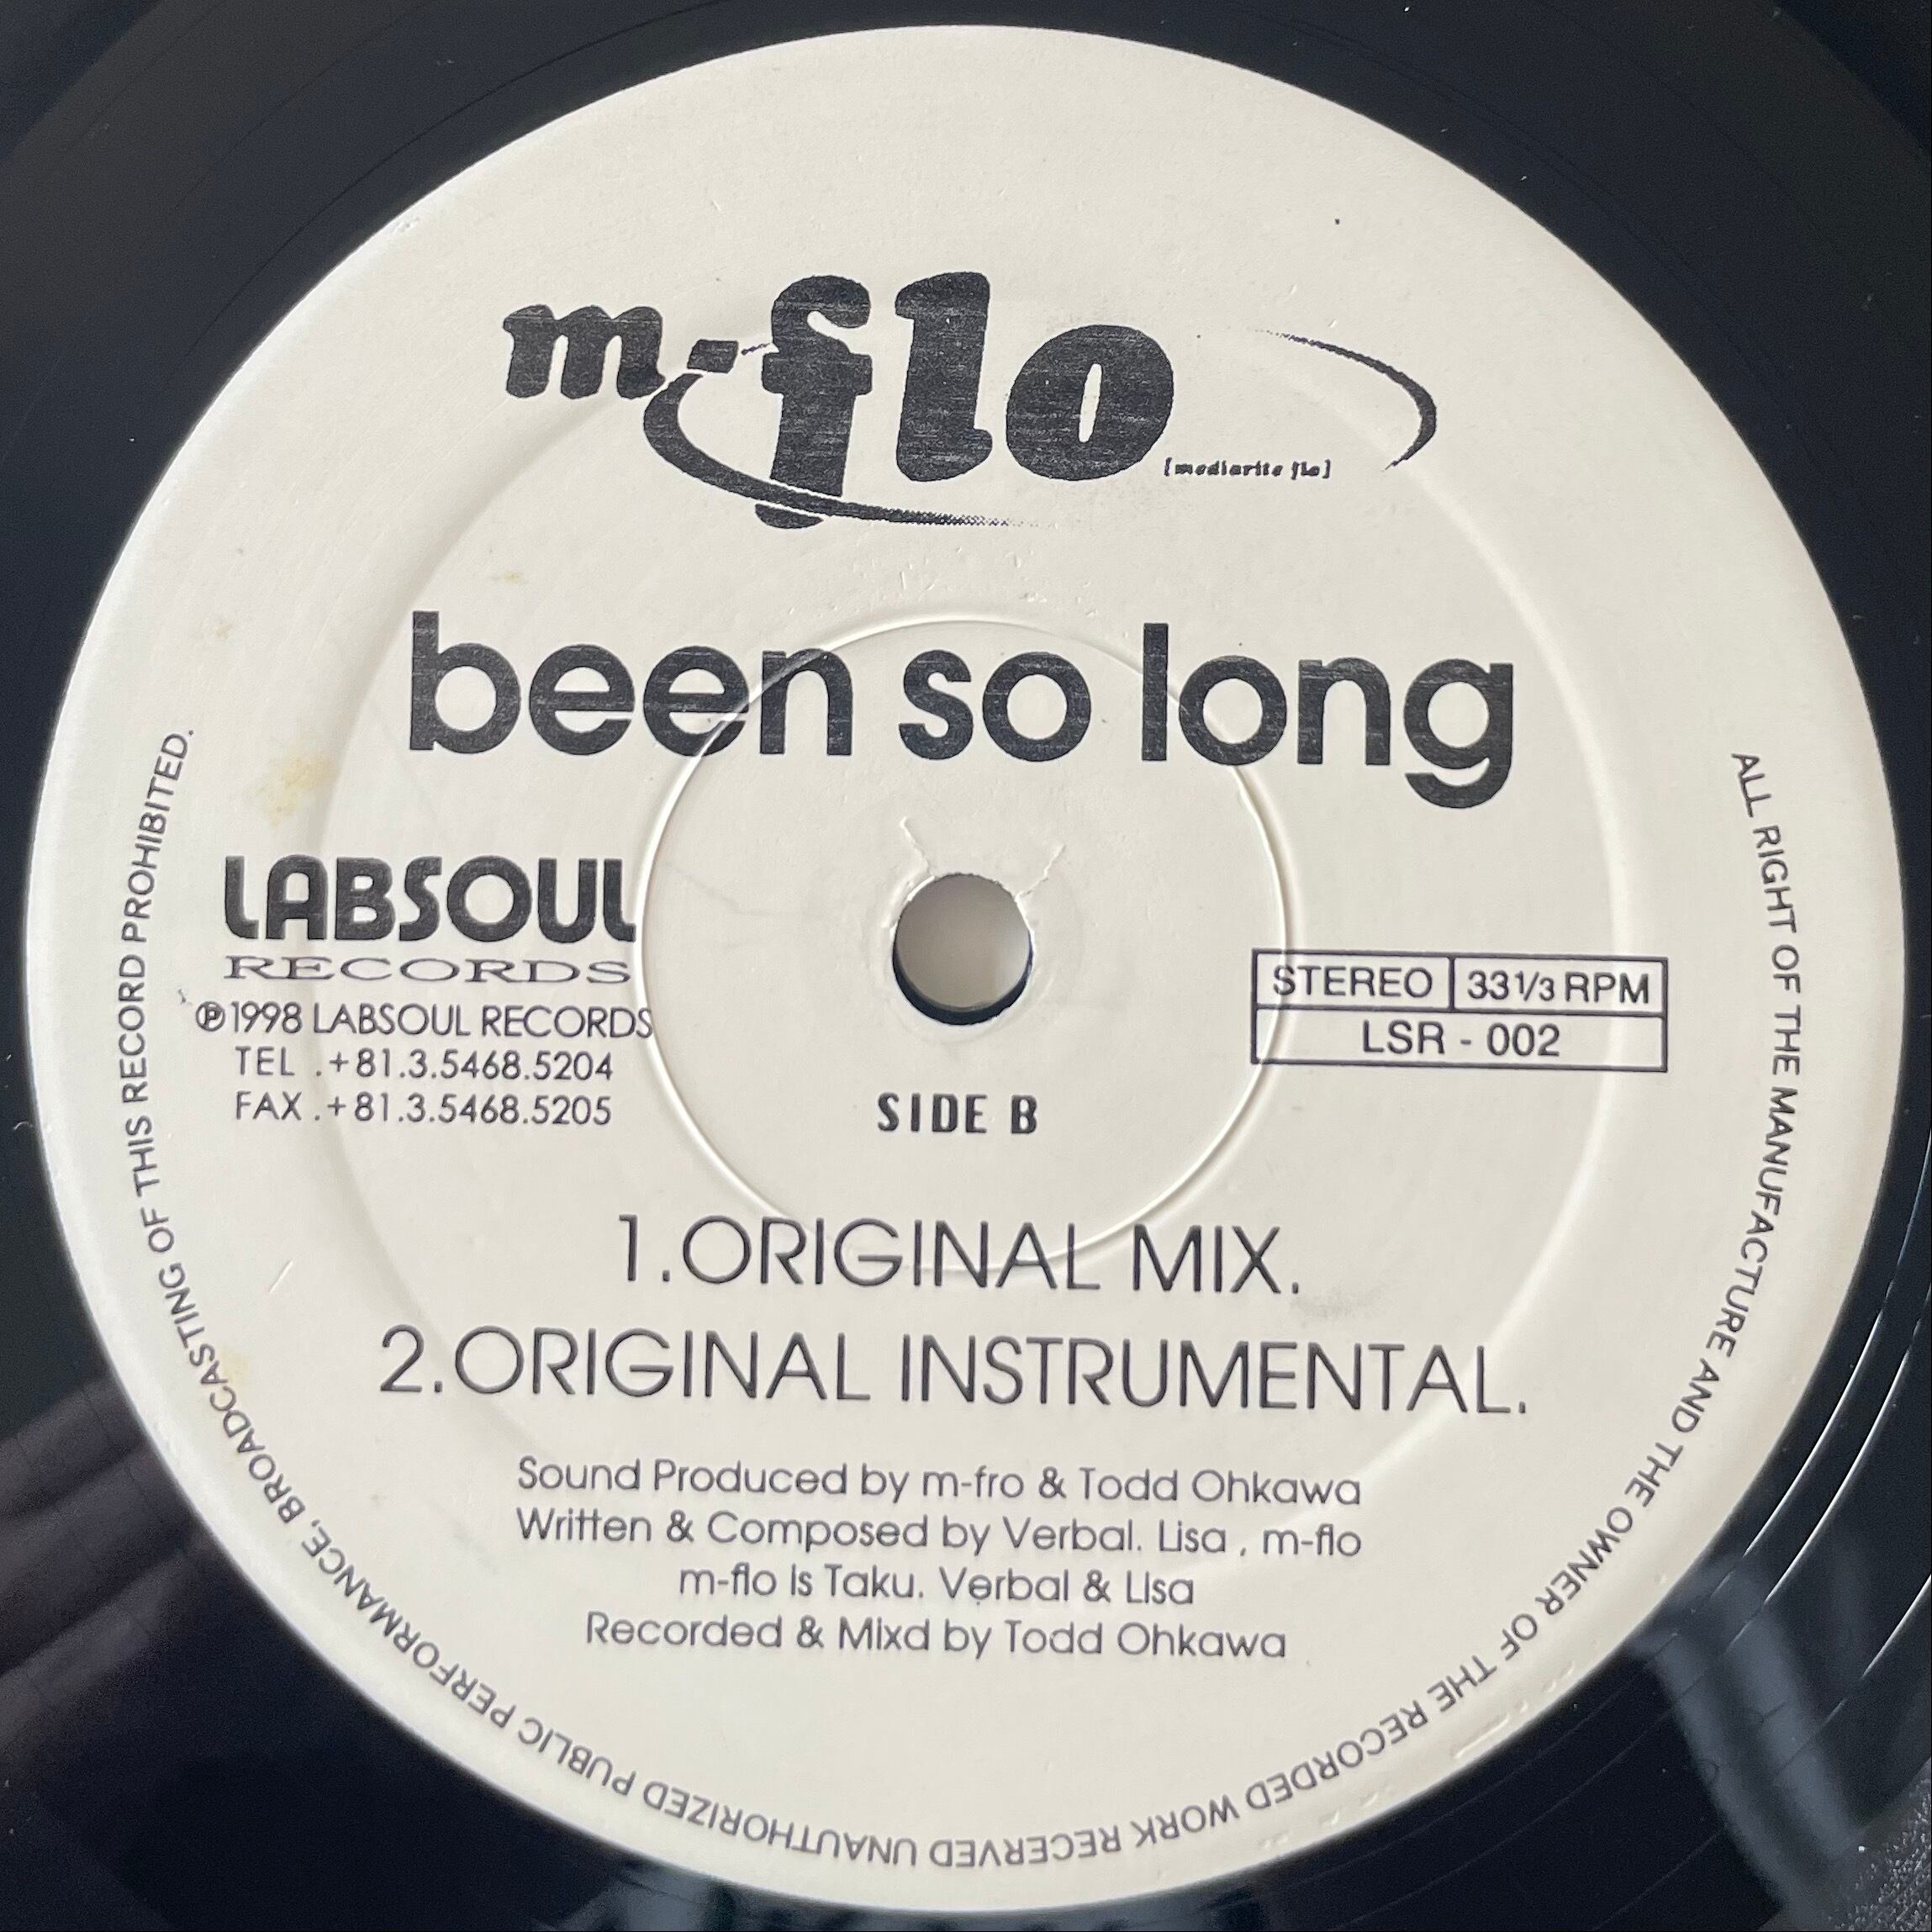 m-flo
[mediarite flo]
been so long
LABSOUL
RECORDS
℗1998 LABSOUL RECORDS
TEL .+81.3.5468.5204
FAX .+81.3.5468.5205
STEREO 33 1/3 RPM
LSR - 002
SIDE B
1.ORIGINAL MIX.
2.ORIGINAL INSTRUMENTAL.
Sound Produced by m-fro & Todd Ohkawa
Written & Composed by Verbal. Lisa , m-flo
m-flo is Taku. Verbal & Lisa
Recorded & Mixd by Todd Ohkawa
ALL RIGHT OF THE MANUFACTURE AND THE OWNER OF THE RECORDED WORK RECERVED UNAUTHORIZED PUBLIC PERFORMANCE, BROADCASTING OF THIS RECORD PROHIBITED.